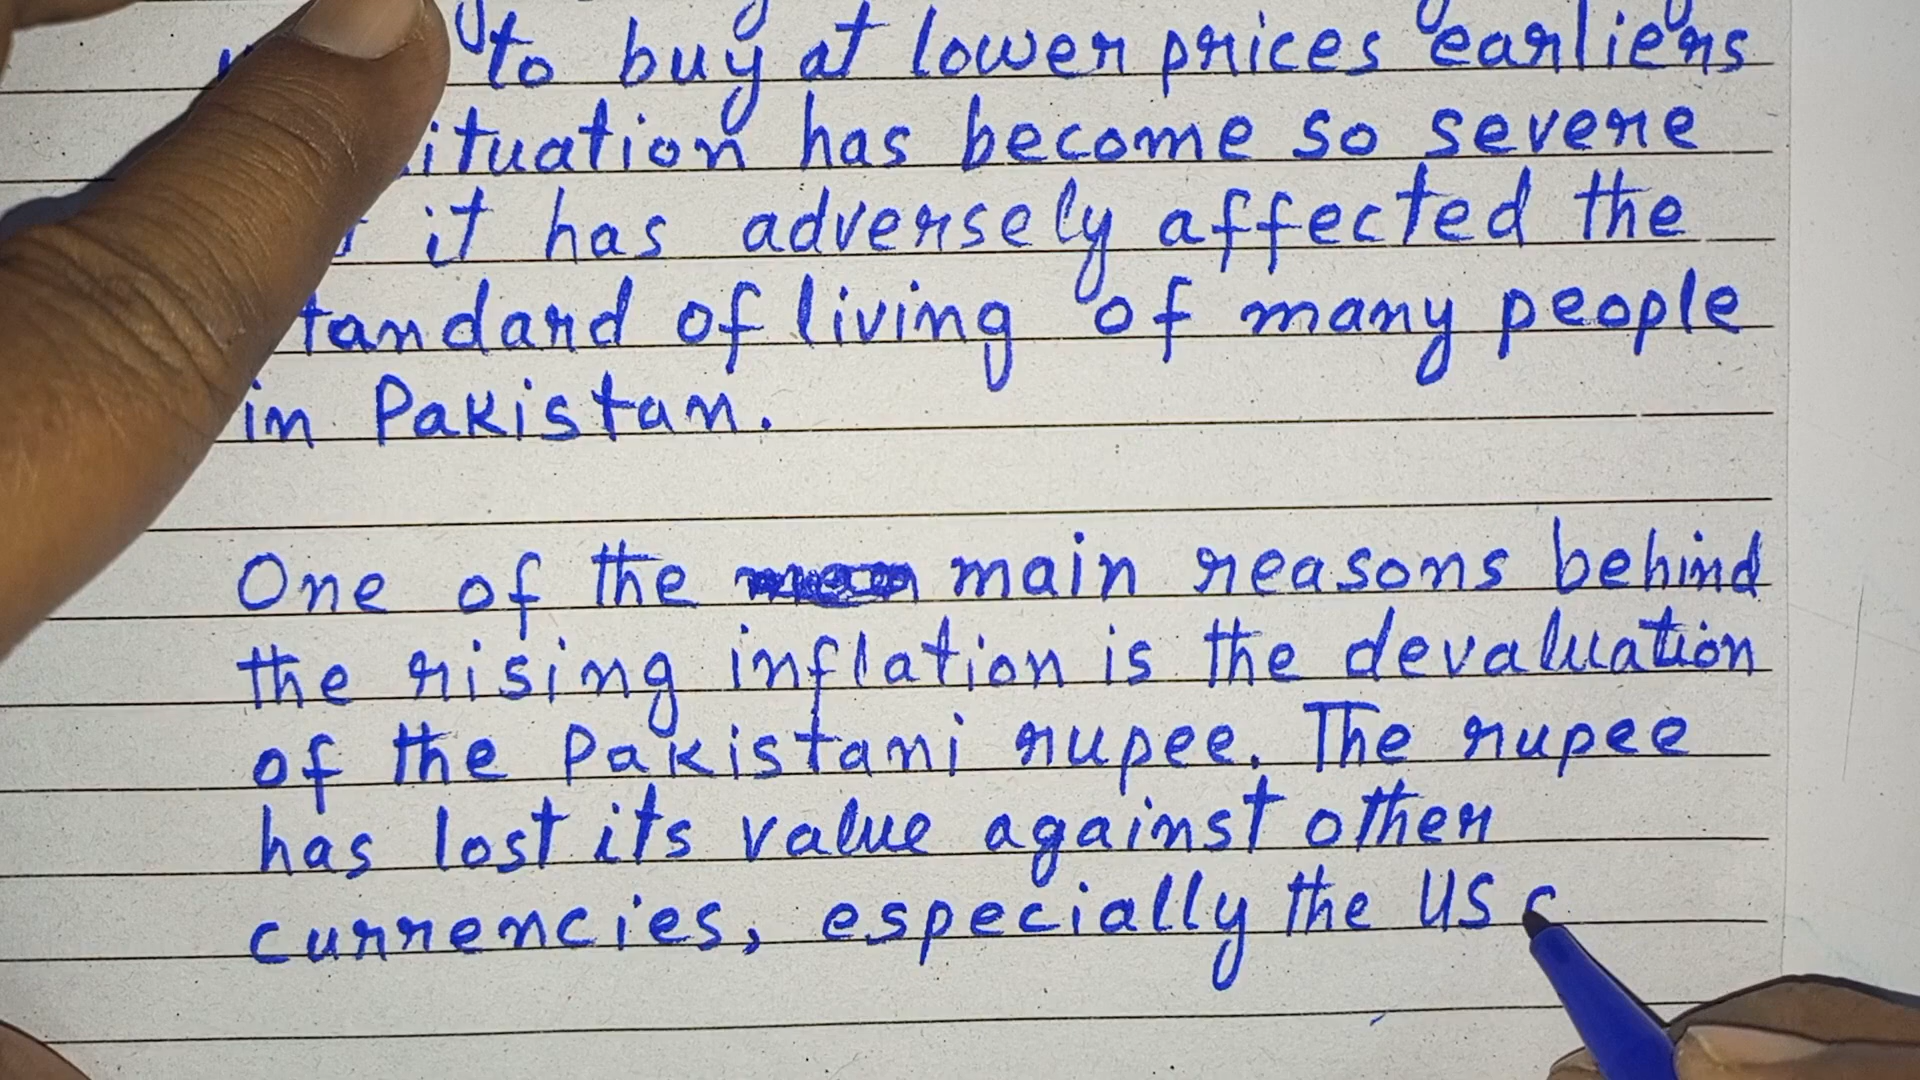 to buy at lower prices earliers
ituation has become so severe
it has adversely affected the
tandard of living of many people
in Pakistan.
One of the main reasons behind
the rising inflation is the devaluation
of the Pakistani rupee. The rupee
has lost its value against other
currencies, especially the US